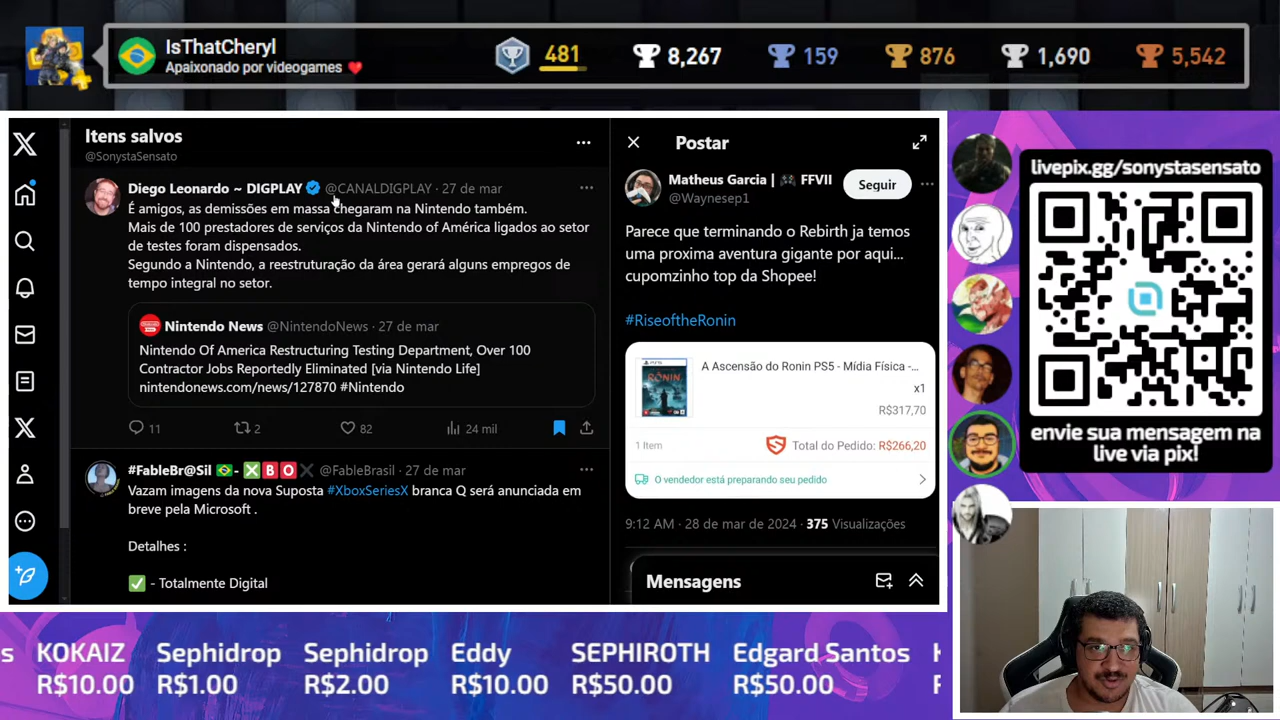 IsThatCheryl
Apaixonado por videogames ❤️
481
8,267
159
876
1,690
5,542
Itens salvos
@SonystaSensato
Diego Leonardo ~ DIGPLAY @CANALDIGPLAY · 27 de mar
É amigos, as demissões em massa chegaram na Nintendo também.
Mais de 100 prestadores de serviços da Nintendo of América ligados ao setor
de testes foram dispensados.
Segundo a Nintendo, a reestruturação da área gerará alguns empregos de
tempo integral no setor.
Nintendo News @NintendoNews · 27 de mar
Nintendo Of America Restructuring Testing Department, Over 100
Contractor Jobs Reportedly Eliminated [via Nintendo Life]
nintendonews.com/news/127870 #Nintendo
11
2
82
24 mil
#FableBr@Sil 🇧🇷- ❎🅱️🅾️✖️ @FableBrasil · 27 de mar
Vazam imagens da nova Suposta #XboxSeriesX branca Q será anunciada em
breve pela Microsoft .
Detalhes :
✅ - Totalmente Digital
Postar
Matheus Garcia | 🎮 FFVII
@Waynesep1
Seguir
Parece que terminando o Rebirth ja temos
uma proxima aventura gigante por aqui...
cupomzinho top da Shopee!
#RiseoftheRonin
A Ascensão do Ronin PS5 - Mídia Física -...
x1
R$317,70
1 Item
Total do Pedido: R$266,20
O vendedor está preparando seu pedido
9:12 AM · 28 de mar de 2024 · 375 Visualizações
Mensagens
livepix.gg/sonystasensato
envie sua mensagem na
live via pix!
s
KOKAIZ
R$10.00
Sephidrop
R$1.00
Sephidrop
R$2.00
Eddy
R$10.00
SEPHIROTH
R$50.00
Edgard Santos
R$50.00